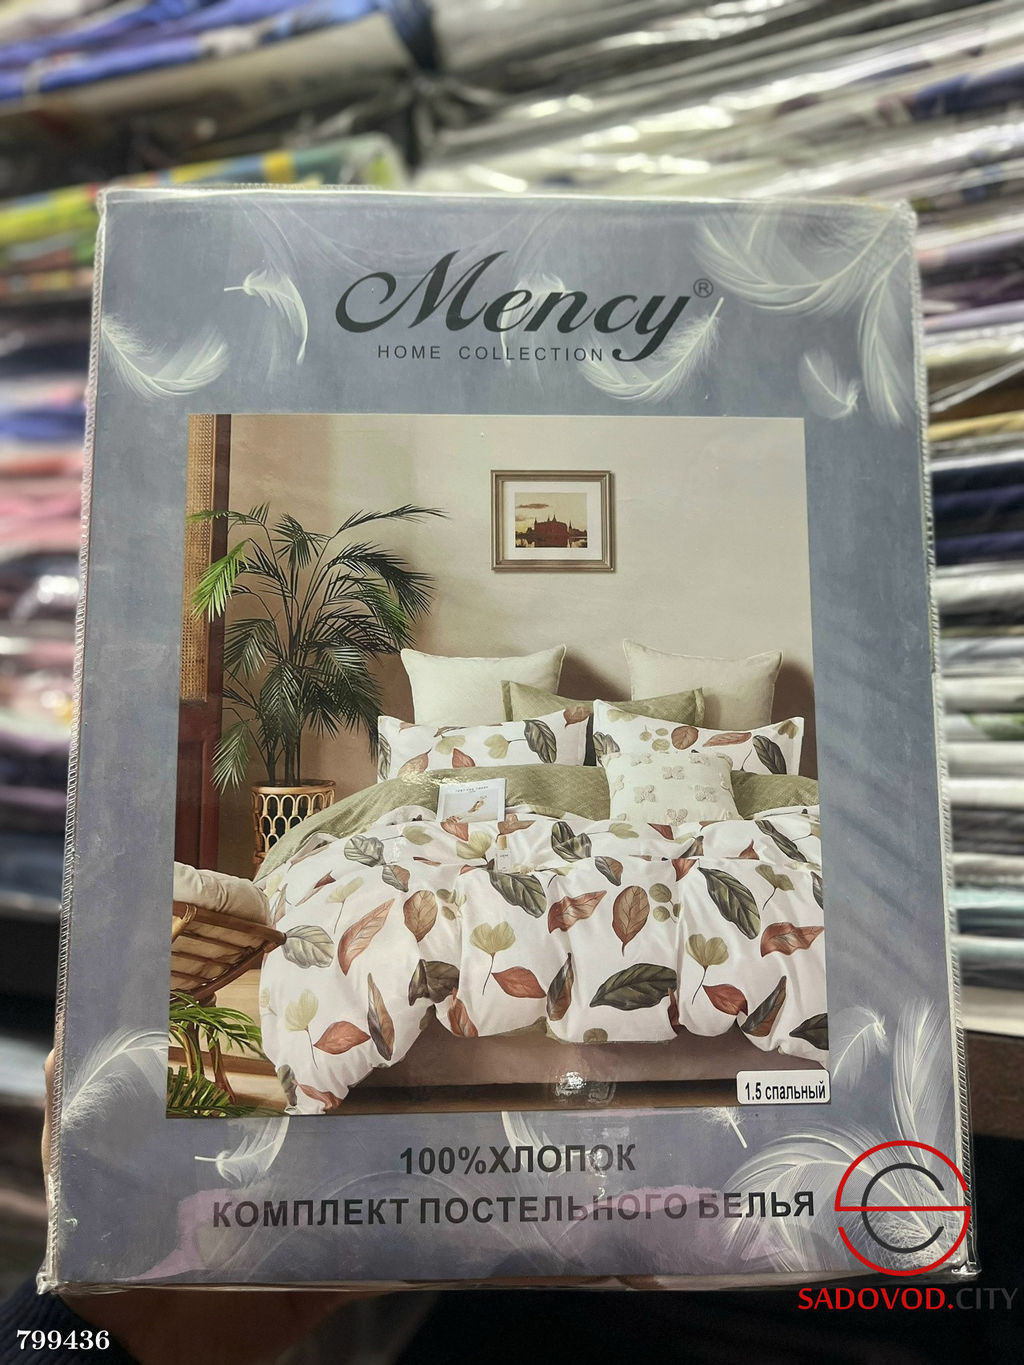 Mency®
HOME COLLECTION
1.5 спальный
100%ХЛОПОК
КОМПЛЕКТ ПОСТЕЛЬНОГО БЕЛЬЯ
SADOVOD.CITY
799436